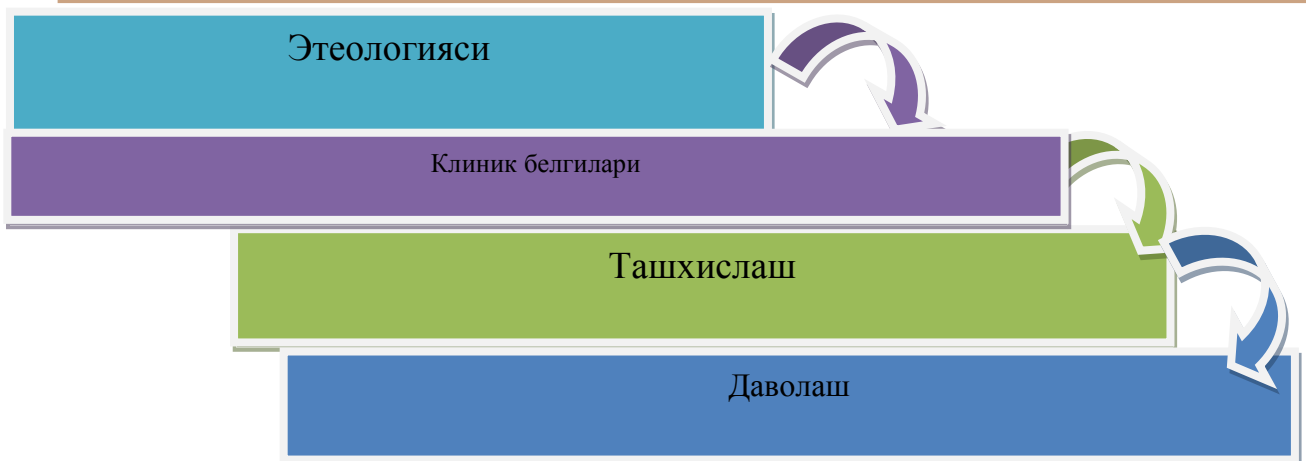 Этеологияси
Клиник белгилари
Ташхислаш
Даволаш